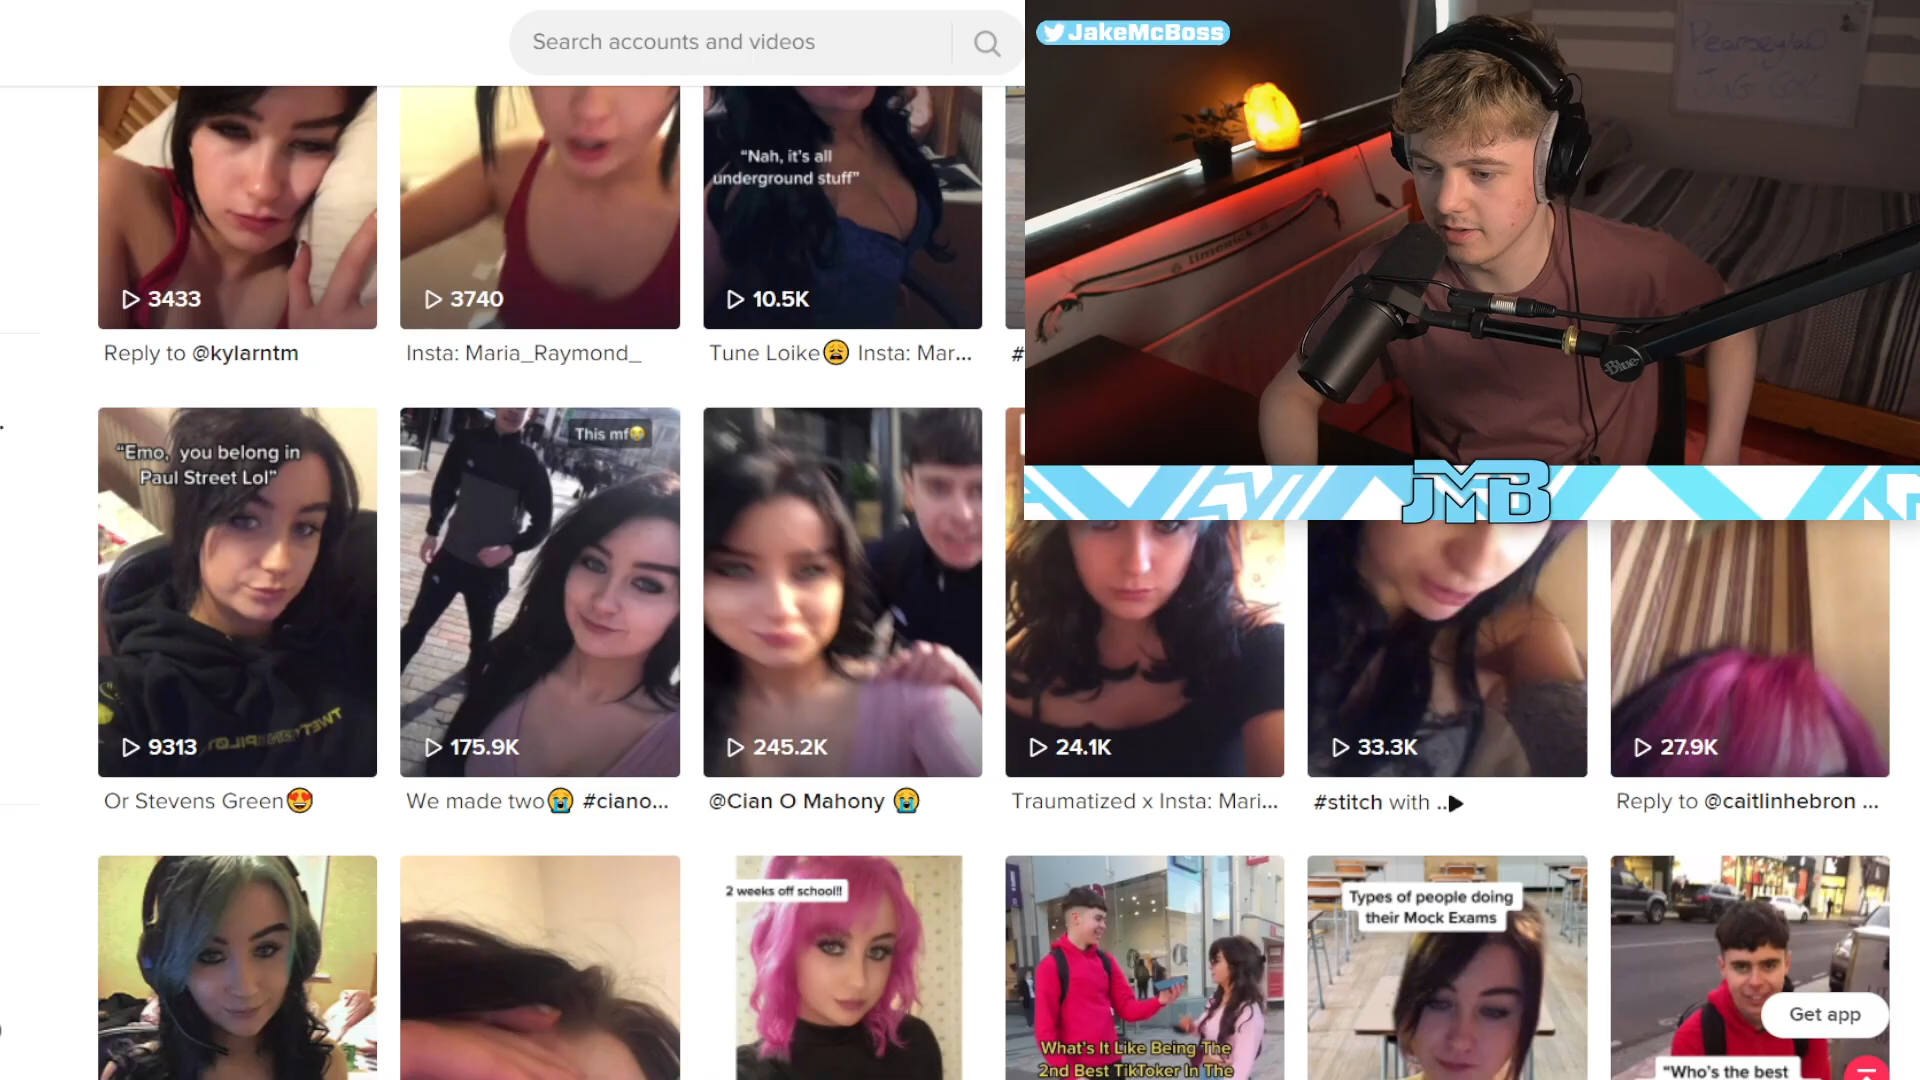 Search accounts and videos
JakeMcBoss
"Nah, it's all
underground stuff"
3433
3740
10.5K
Reply to @kylarntm
Insta: Maria_Raymond_
Tune Loike😩 Insta: Mar...
#
limerick
Blue
JMB
"Emo, you belong in
Paul Street Lol"
This mf😭
9313
175.9K
245.2K
24.1K
33.3K
27.9K
Or Stevens Green😍
We made two😭 #ciano...
@Cian O Mahony 😭
Traumatized x Insta: Mari...
#stitch with ..▶
Reply to @caitlinhebron ...
2 weeks off school!!
What's It Like Being The
2nd Best TikToker In The
Types of people doing
their Mock Exams
Get app
"Who's the best